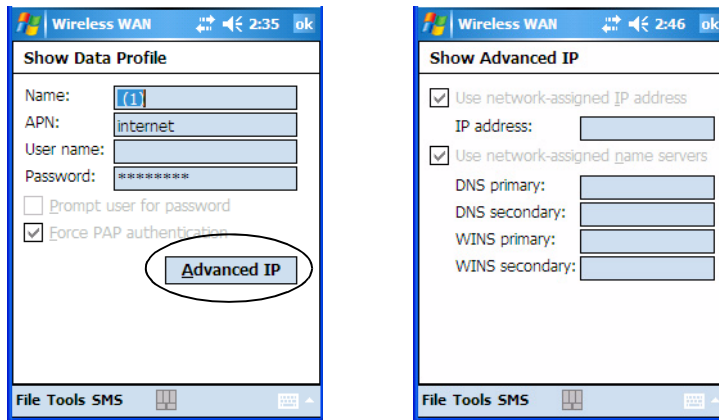 Wireless WAN 2:35 ok
Show Data Profile
Name: (1)
APN: internet
User name:
Password: ********
Prompt user for password
Force PAP authentication
Advanced IP
File Tools SMS
Wireless WAN 2:46 ok
Show Advanced IP
Use network-assigned IP address
IP address:
Use network-assigned name servers
DNS primary:
DNS secondary:
WINS primary:
WINS secondary:
File Tools SMS